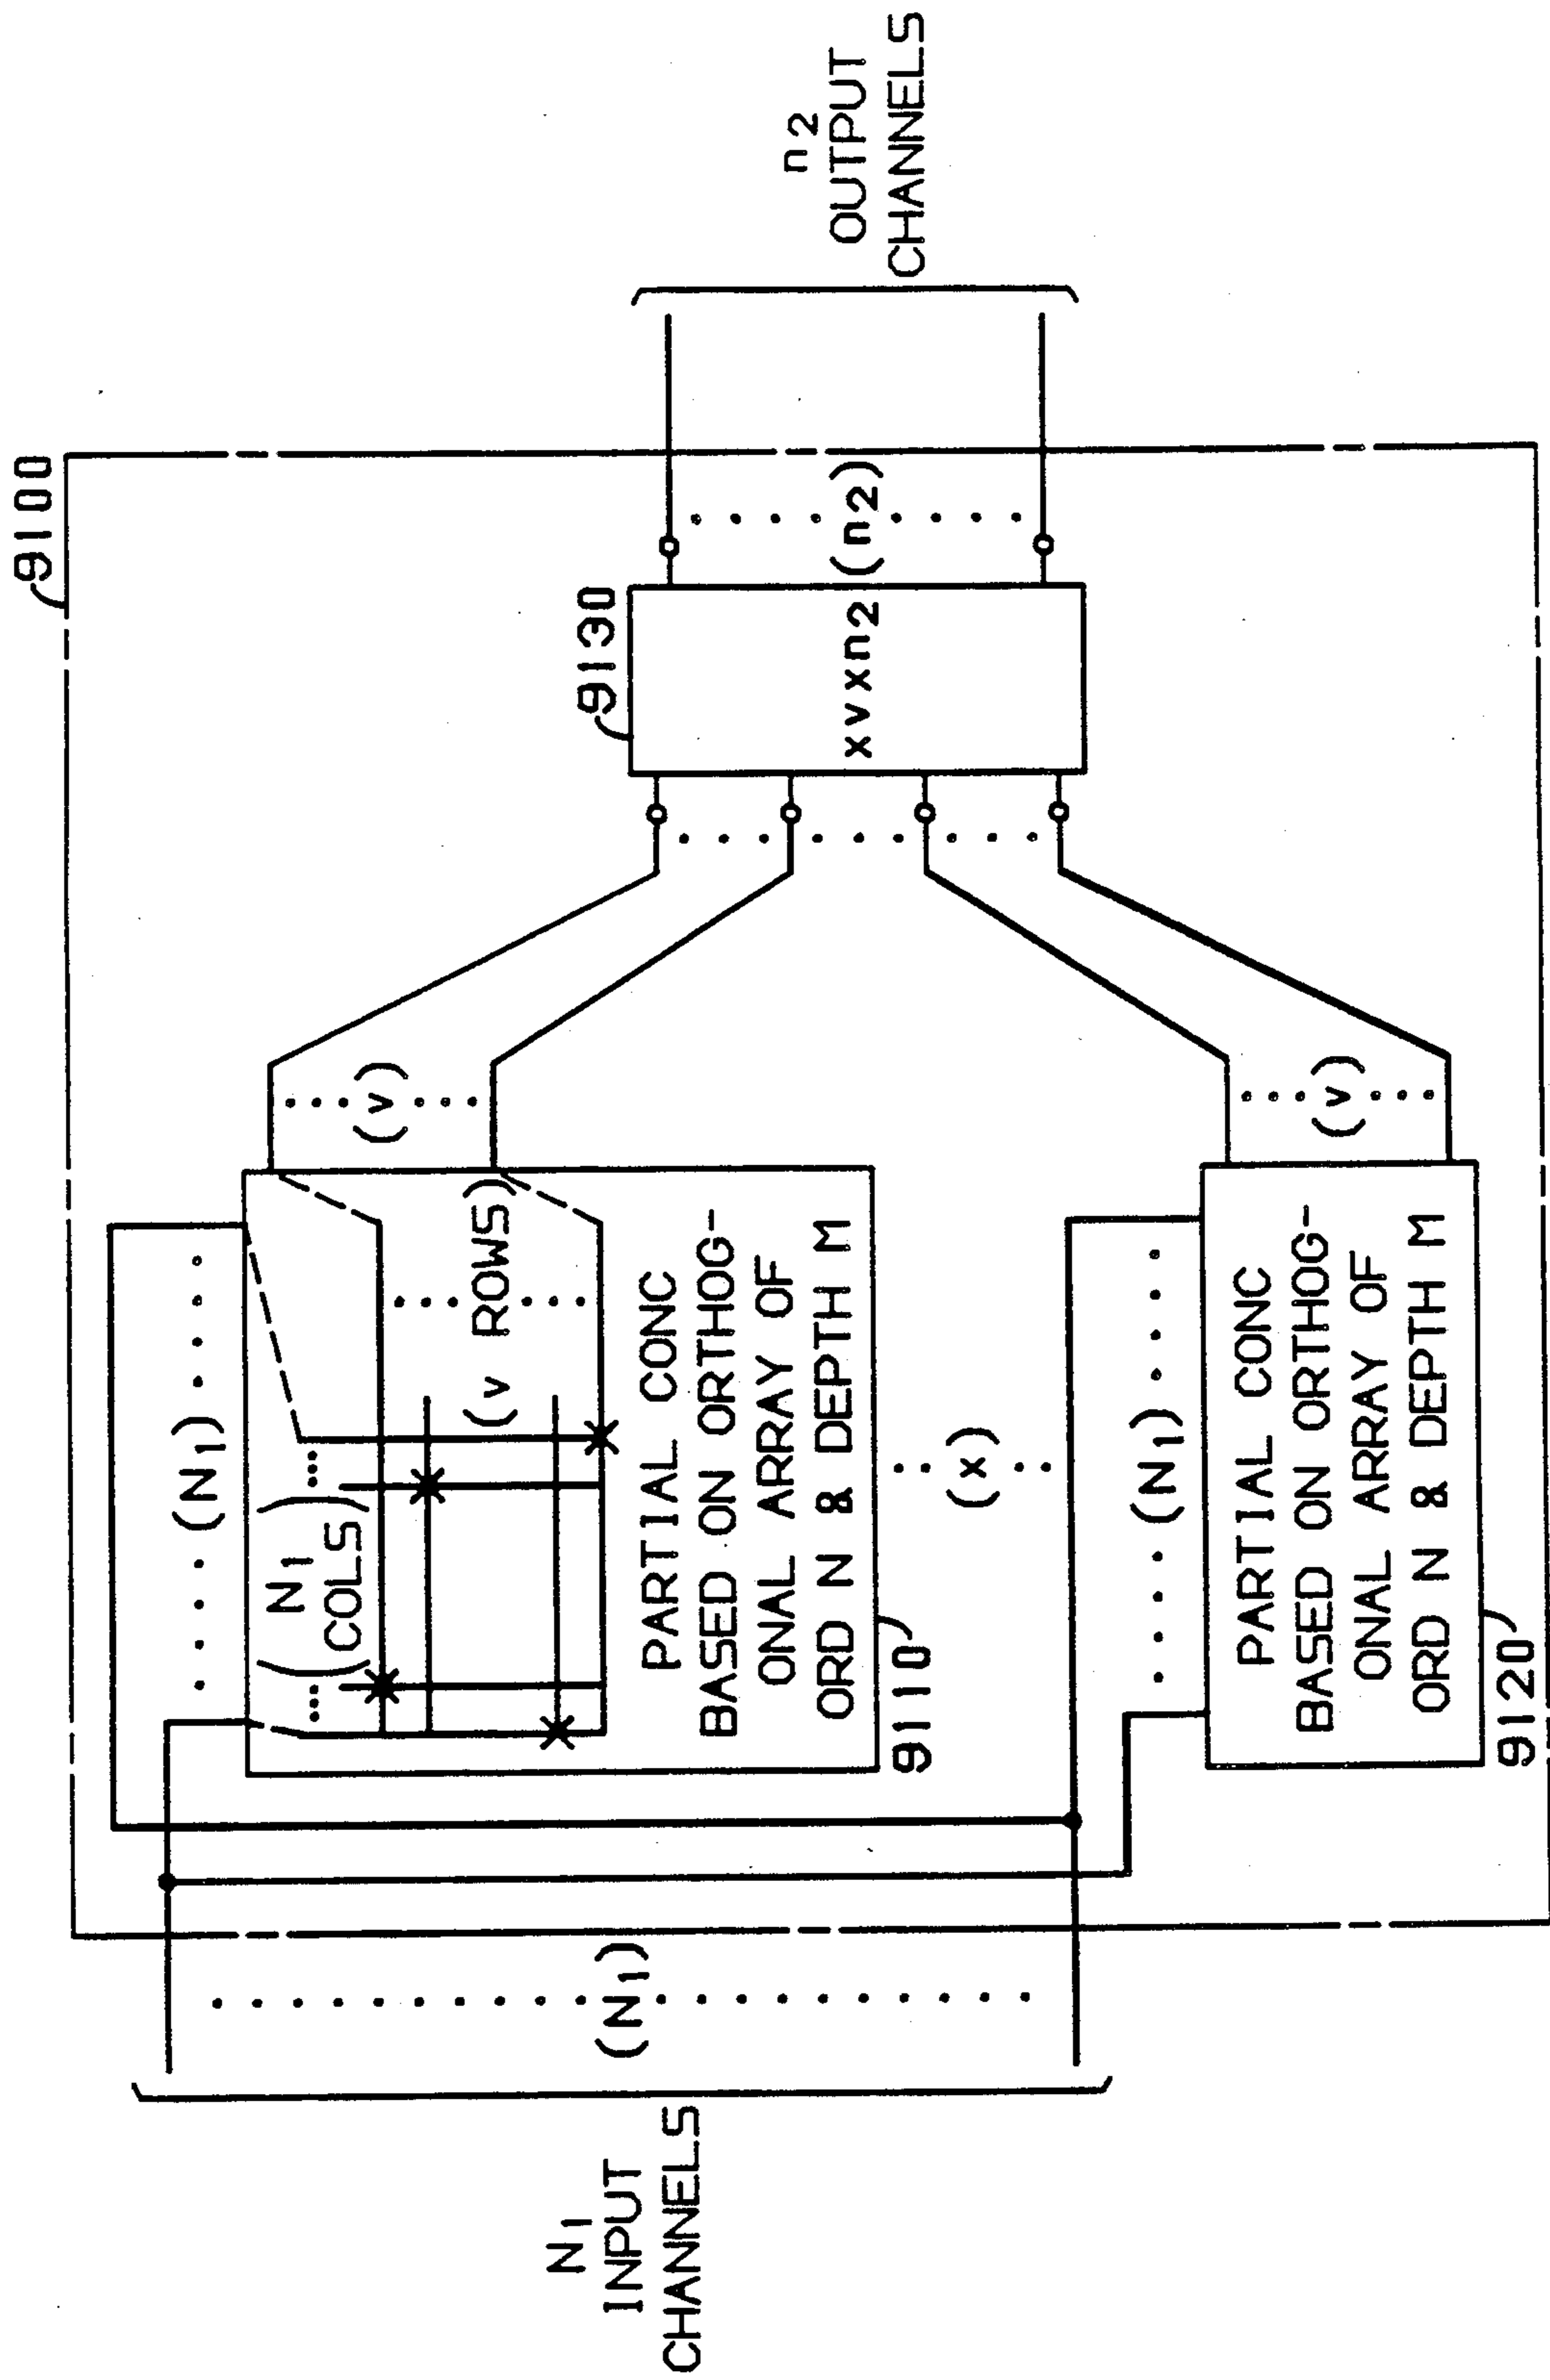 9100
N1
INPUT
CHANNELS
(N1)
(N1)
N1
COLS
(v ROWS)
PARTIAL CONC
BASED ON ORTHOG-
ONAL ARRAY OF
ORD N & DEPTH M
9110
(x)
(N1)
PARTIAL CONC
BASED ON ORTHOG-
ONAL ARRAY OF
ORD N & DEPTH M
9120
(v)
(v)
9130
xvxn2
(n2)
n2
OUTPUT
CHANNELS